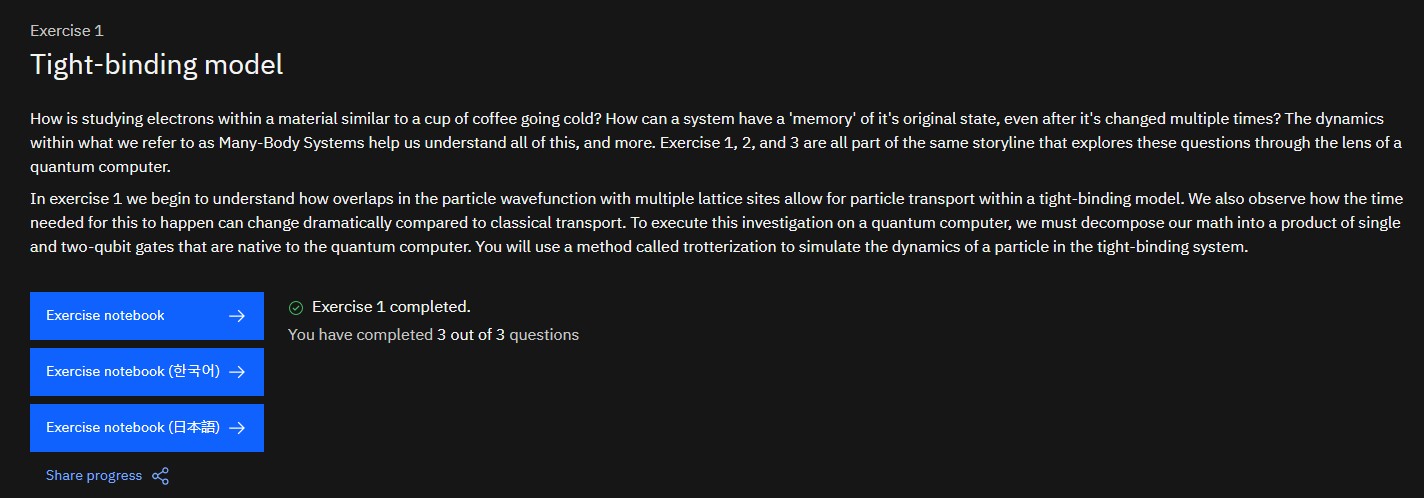 Exercise 1
Tight-binding model
How is studying electrons within a material similar to a cup of coffee going cold? How can a system have a 'memory' of it's original state, even after it's changed multiple times? The dynamics
within what we refer to as Many-Body Systems help us understand all of this, and more. Exercise 1, 2, and 3 are all part of the same storyline that explores these questions through the lens of a
quantum computer.
In exercise 1 we begin to understand how overlaps in the particle wavefunction with multiple lattice sites allow for particle transport within a tight-binding model. We also observe how the time
needed for this to happen can change dramatically compared to classical transport. To execute this investigation on a quantum computer, we must decompose our math into a product of single
and two-qubit gates that are native to the quantum computer. You will use a method called trotterization to simulate the dynamics of a particle in the tight-binding system.
Exercise notebook
Exercise 1 completed.
You have completed 3 out of 3 questions
Exercise notebook (한국어)
Exercise notebook (日本語)
Share progress